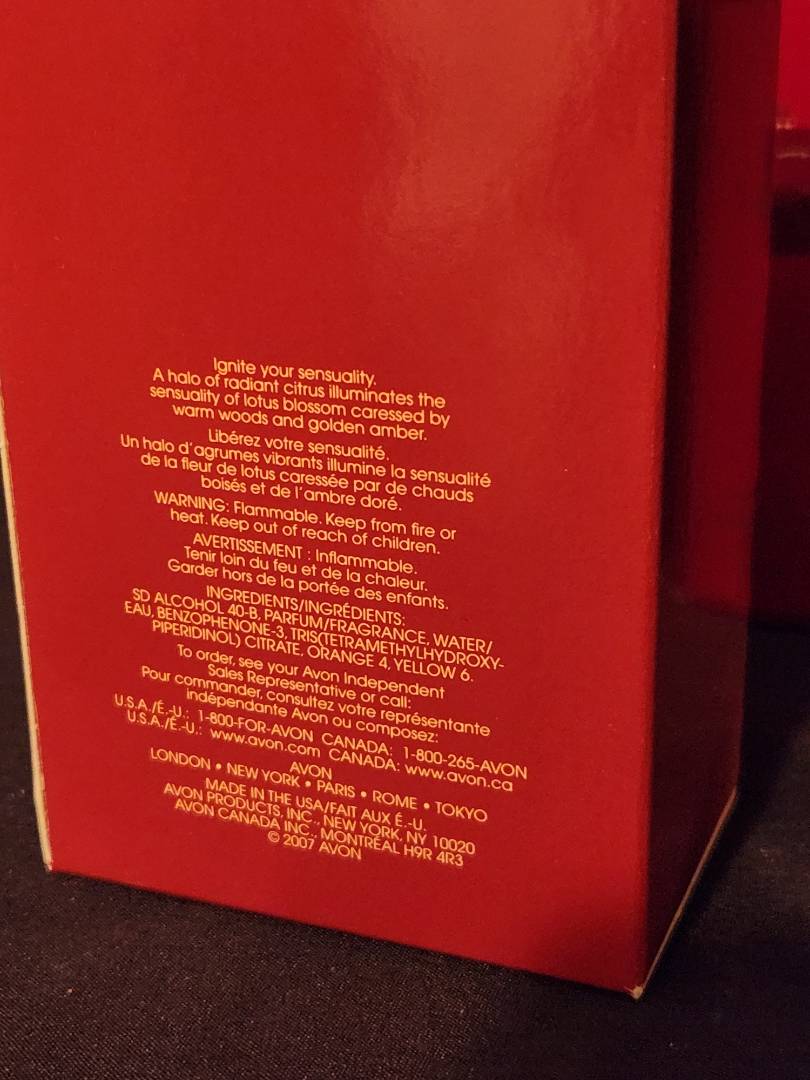 Ignite your sensuality.
A halo of radiant citrus illuminates the
sensuality of lotus blossom caressed by
warm woods and golden amber.
Libérez votre sensualité.
Un halo d'agrumes vibrants illumine la sensualité
de la fleur de lotus caressée par de chauds
boisés et de l'ambre doré.
WARNING: Flammable. Keep from fire or
heat. Keep out of reach of children.
AVERTISSEMENT : Inflammable.
Tenir loin du feu et de la chaleur.
Garder hors de la portée des enfants.
INGREDIENTS/INGRÉDIENTS:
SD ALCOHOL 40-B, PARFUM/FRAGRANCE, WATER/
EAU, BENZOPHENONE-3, TRIS(TETRAMETHYLHYDROXY-
PIPERIDINOL) CITRATE, ORANGE 4, YELLOW 6.
To order, see your Avon Independent
Sales Representative or call:
Pour commander, consultez votre représentante
indépendante Avon ou composez:
U.S.A./É.-U.: 1-800-FOR-AVON CANADA: 1-800-265-AVON
U.S.A./É.-U.: www.avon.com CANADA: www.avon.ca
AVON
LONDON • NEW YORK • PARIS • ROME • TOKYO
MADE IN THE USA/FAIT AUX É.-U.
AVON PRODUCTS, INC., NEW YORK, NY 10020
AVON CANADA INC., MONTRÉAL H9R 4R3
© 2007 AVON